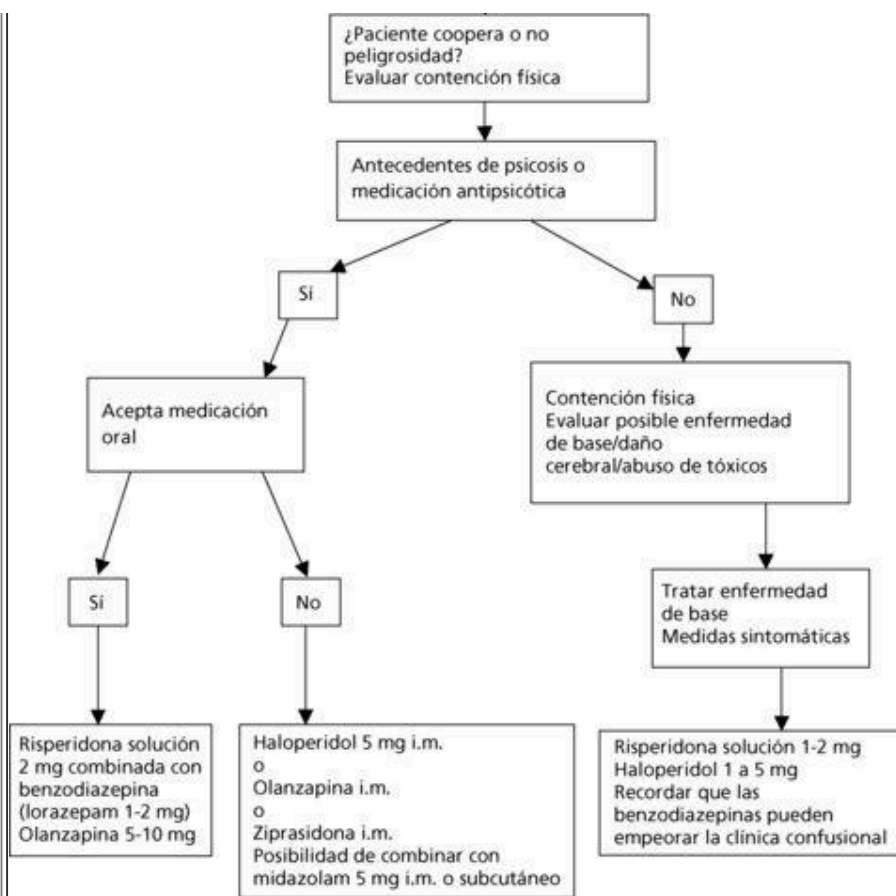 ¿Paciente coopera o no
peligrosidad?
Evaluar contención física
Antecedentes de psicosis o
medicación antipsicótica
Sí
No
Acepta medicación
oral
Contención física
Evaluar posible enfermedad
de base/daño
cerebral/abuso de tóxicos
Sí
No
Tratar enfermedad
de base
Medidas sintomáticas
Risperidona solución
2 mg combinada con
benzodiazepina
(lorazepam 1-2 mg)
Olanzapina 5-10 mg
Haloperidol 5 mg i.m.
o
Olanzapina i.m.
o
Ziprasidona i.m.
Posibilidad de combinar con
midazolam 5 mg i.m. o subcutáneo
Risperidona solución 1-2 mg
Haloperidol 1 a 5 mg
Recordar que las
benzodiazepinas pueden
empeorar la clínica confusional